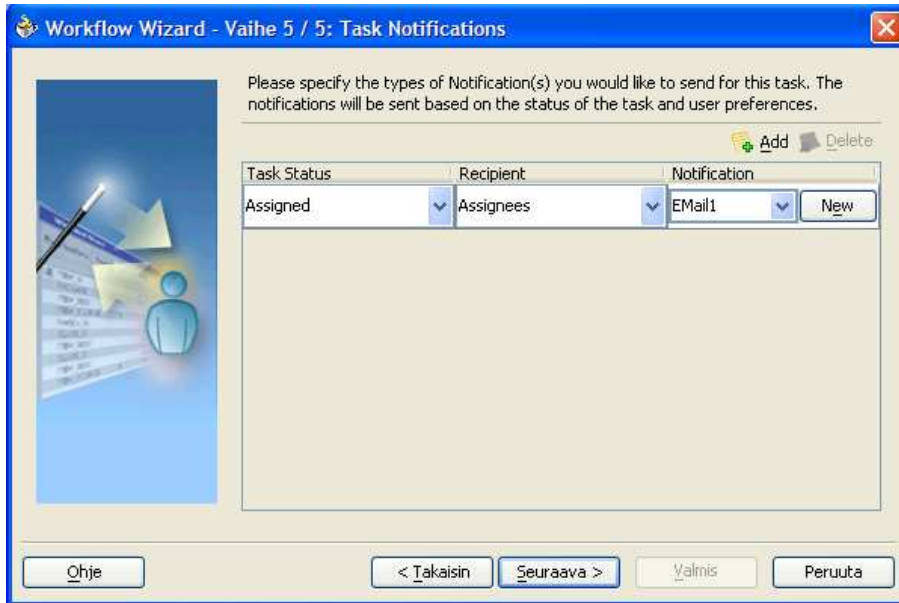 Workflow Wizard - Vaihe 5 / 5: Task Notifications
Please specify the types of Notification(s) you would like to send for this task. The
notifications will be sent based on the status of the task and user preferences.
Add Delete
Task Status Recipient Notification
Assigned Assignees EMail1 New
Ohje < Takaisin Seuraava > Valmis Peruuta